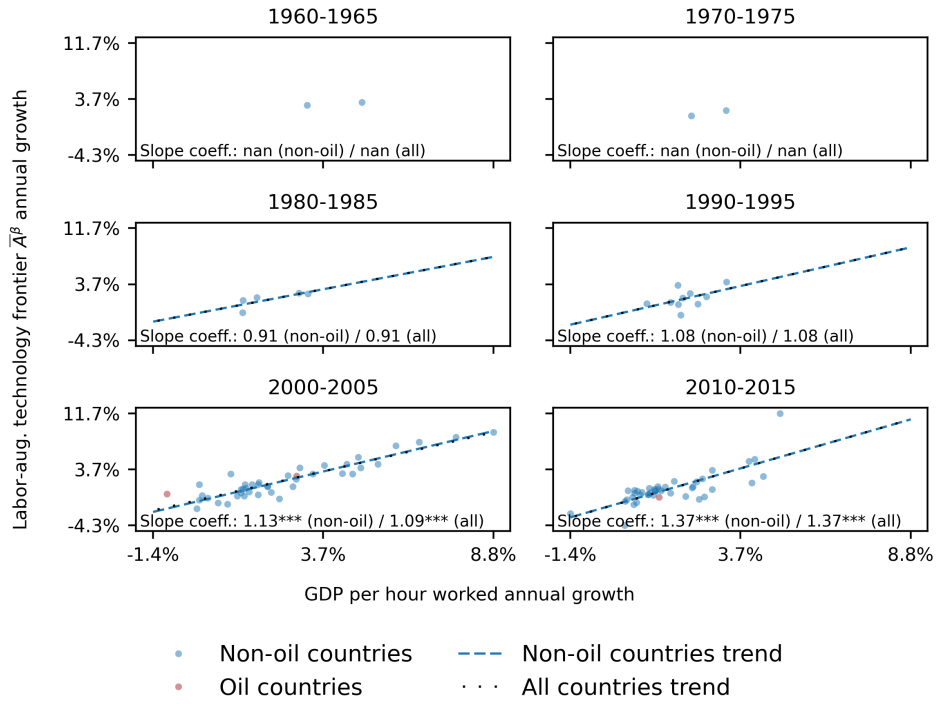 1960-1965
1970-1975
11.7%
3.7%
-4.3%
Slope coeff.: nan (non-oil) / nan (all)
Slope coeff.: nan (non-oil) / nan (all)
1980-1985
1990-1995
11.7%
3.7%
-4.3%
Slope coeff.: 0.91 (non-oil) / 0.91 (all)
Slope coeff.: 1.08 (non-oil) / 1.08 (all)
2000-2005
2010-2015
11.7%
3.7%
-4.3%
Slope coeff.: 1.13*** (non-oil) / 1.09*** (all)
Slope coeff.: 1.37*** (non-oil) / 1.37*** (all)
-1.4%
3.7%
8.8%
-1.4%
3.7%
8.8%
Labor-aug. technology frontier A̅ᵝ annual growth
GDP per hour worked annual growth
Non-oil countries
Non-oil countries trend
Oil countries
All countries trend